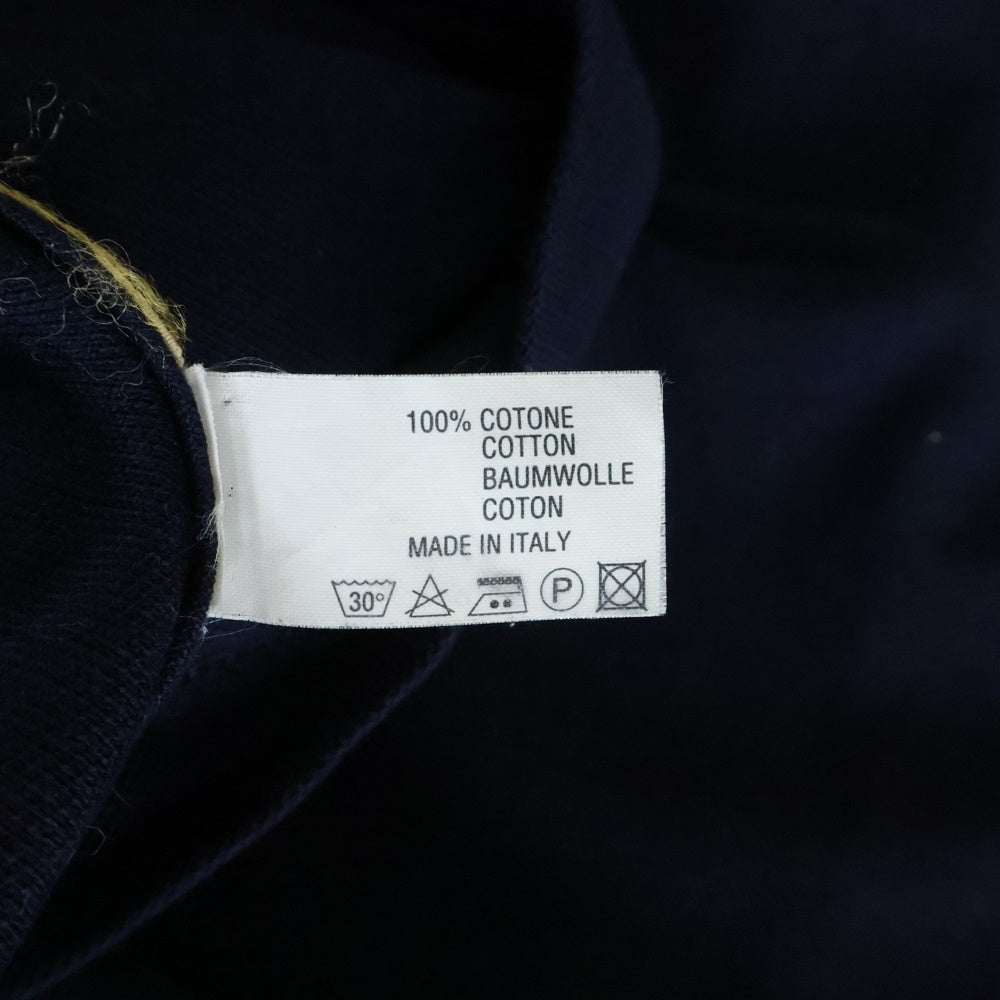 100% COTONE
COTTON
BAUMWOLLE
COTON
MADE IN ITALY
30° P